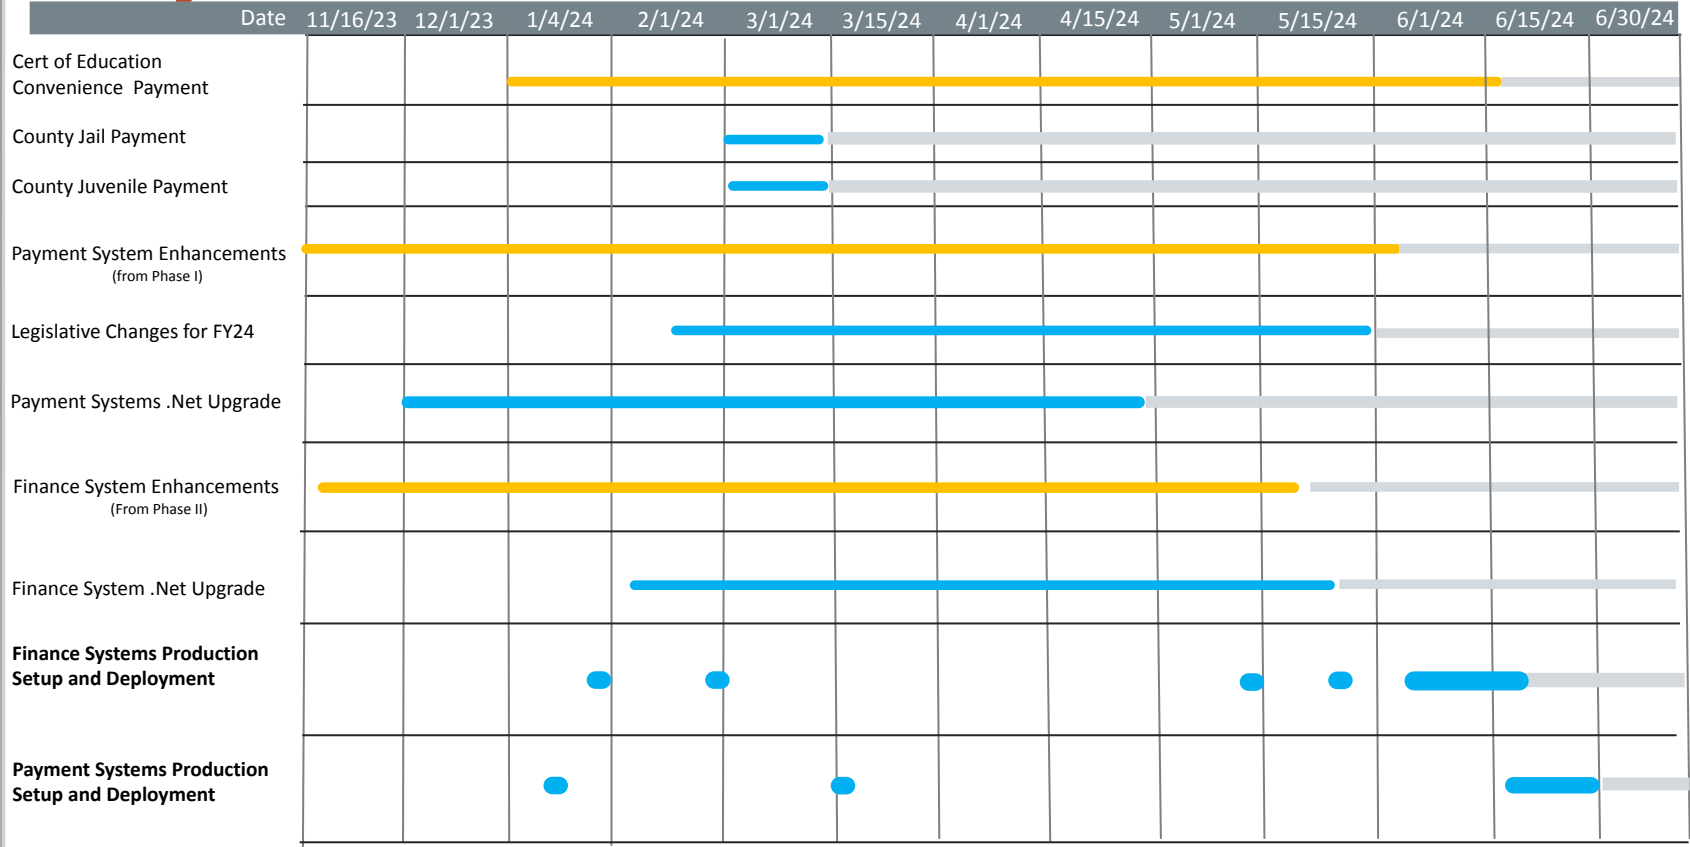 Date 11/16/23 12/1/23 1/4/24 2/1/24 3/1/24 3/15/24 4/1/24 4/15/24 5/1/24 5/15/24 6/1/24 6/15/24 6/30/24
Cert of Education
Convenience Payment
County Jail Payment
County Juvenile Payment
Payment System Enhancements
(from Phase I)
Legislative Changes for FY24
Payment Systems .Net Upgrade
Finance System Enhancements
(From Phase II)
Finance System .Net Upgrade
Finance Systems Production
Setup and Deployment
Payment Systems Production
Setup and Deployment